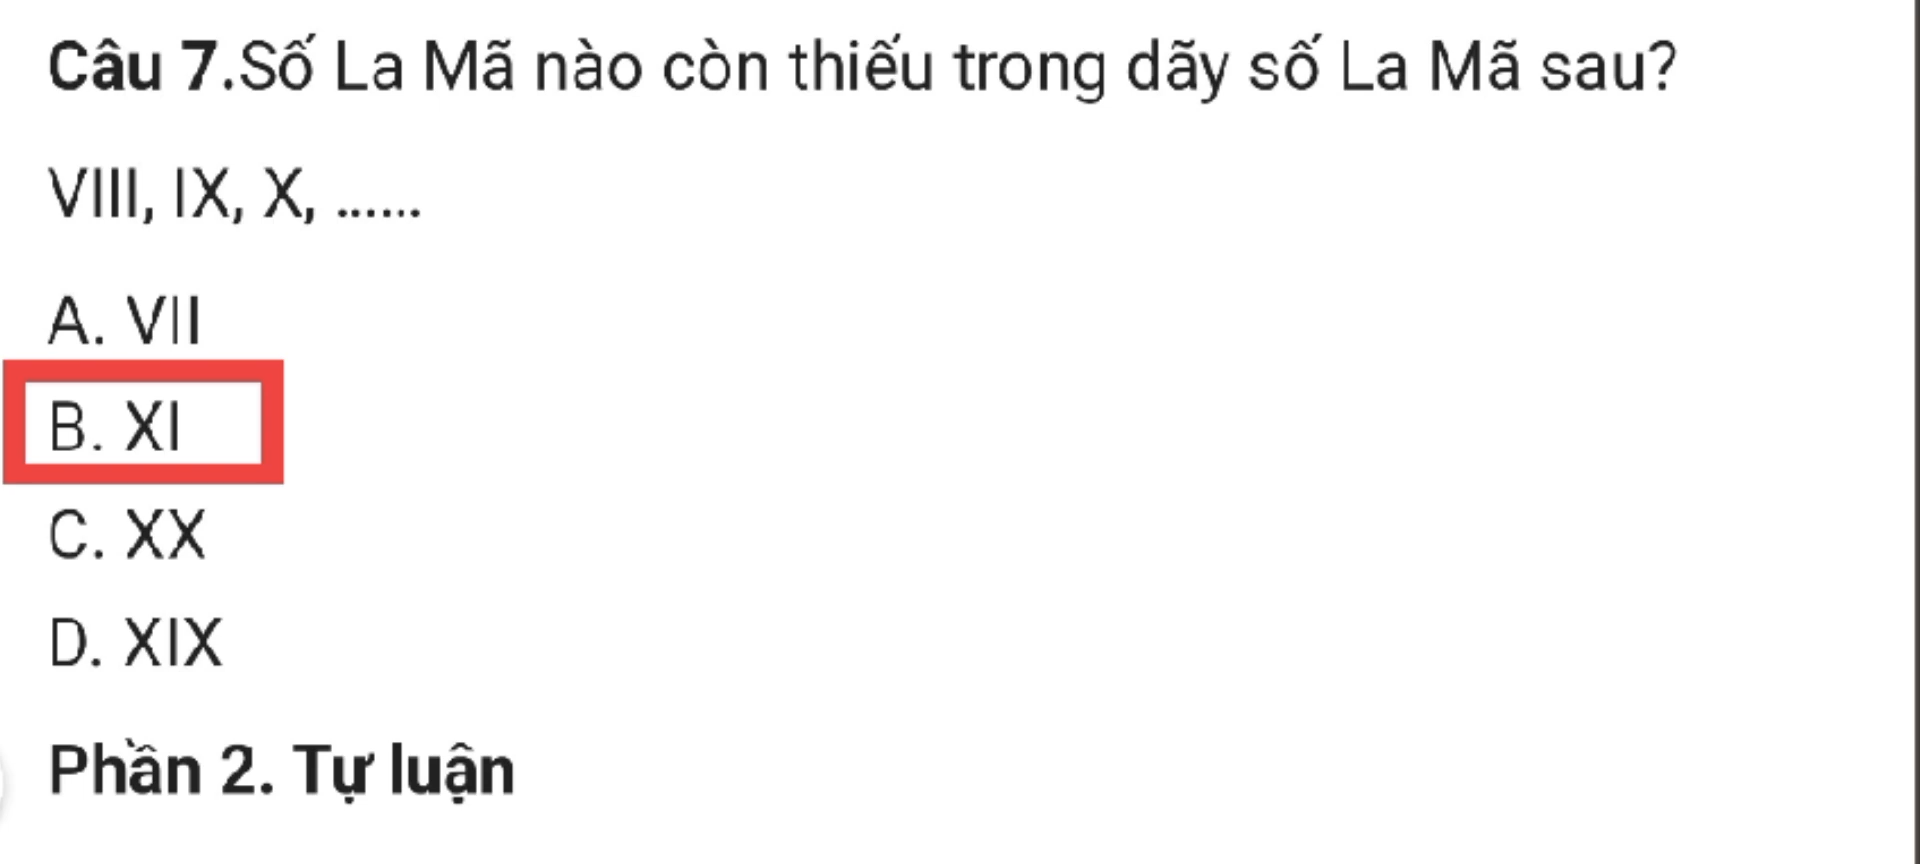 Câu 7.Số La Mã nào còn thiếu trong dãy số La Mã sau?
VIII, IX, X, ......
A. VII
B. XI
C. XX
D. XIX
Phần 2. Tự luận